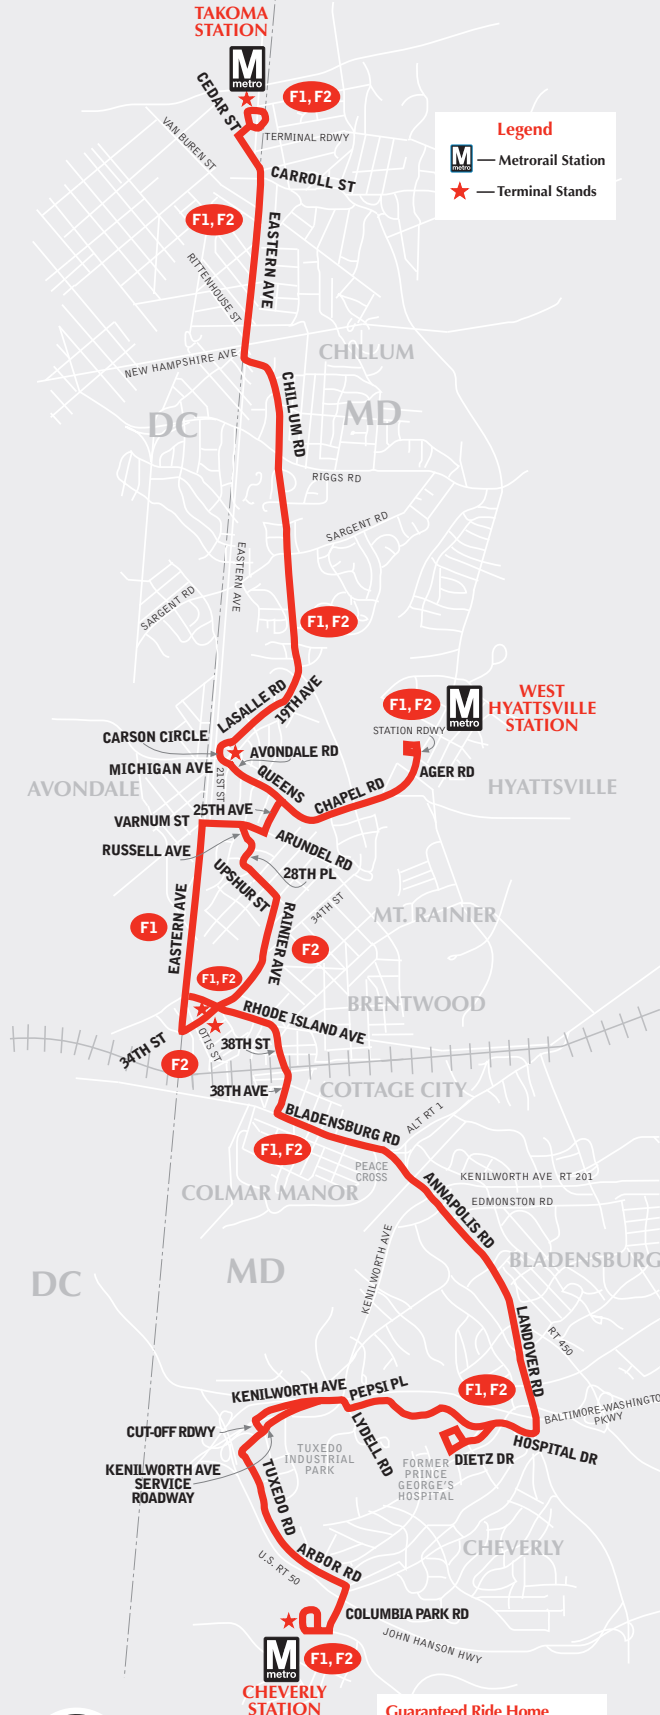 TAKOMA
STATION
M
metro
F1, F2
CEDAR ST
VAN BUREN ST
TERMINAL RDWY
CARROLL ST
Legend
M
metro
Metrorail Station
Terminal Stands
F1, F2
EASTERN AVE
RITTENHOUSE ST
NEW HAMPSHIRE AVE
CHILLUM
CHILLUM RD
DC
MD
RIGGS RD
SARGENT RD
EASTERN AVE
SARGENT RD
F1, F2
LASALLE RD
19TH AVE
F1, F2
M
metro
WEST
HYATTSVILLE
STATION
STATION RDWY
CARSON CIRCLE
AVONDALE RD
MICHIGAN AVE
21ST ST
QUEENS
CHAPEL RD
AGER RD
AVONDALE
HYATTSVILLE
25TH AVE
VARNUM ST
ARUNDEL RD
RUSSELL AVE
28TH PL
UPSHUR ST
34TH ST
EASTERN AVE
RAINIER AVE
MT. RAINIER
F1
F2
F1, F2
BRENTWOOD
RHODE ISLAND AVE
34TH ST
OTIS ST
38TH ST
F2
38TH AVE
COTTAGE CITY
BLADENSBURG RD
ALT RT 1
F1, F2
PEACE
CROSS
KENILWORTH AVE RT 201
COLMAR MANOR
ANNAPOLIS RD
EDMONSTON RD
KENILWORTH AVE
BLADENSBURG
DC
MD
LANDOVER RD
RT 450
KENILWORTH AVE
PEPSI PL
F1, F2
BALTIMORE-WASHINGTON
PKWY
CUT-OFF RDWY
LYDELL RD
HOSPITAL DR
DIETZ DR
TUXEDO
INDUSTRIAL
PARK
FORMER
PRINCE
GEORGE'S
HOSPITAL
KENILWORTH AVE
SERVICE
ROADWAY
TUXEDO RD
ARBOR RD
CHEVERLY
U.S. RT 50
COLUMBIA PARK RD
JOHN HANSON HWY
M
metro
F1, F2
CHEVERLY
STATION
Guaranteed Ride Home